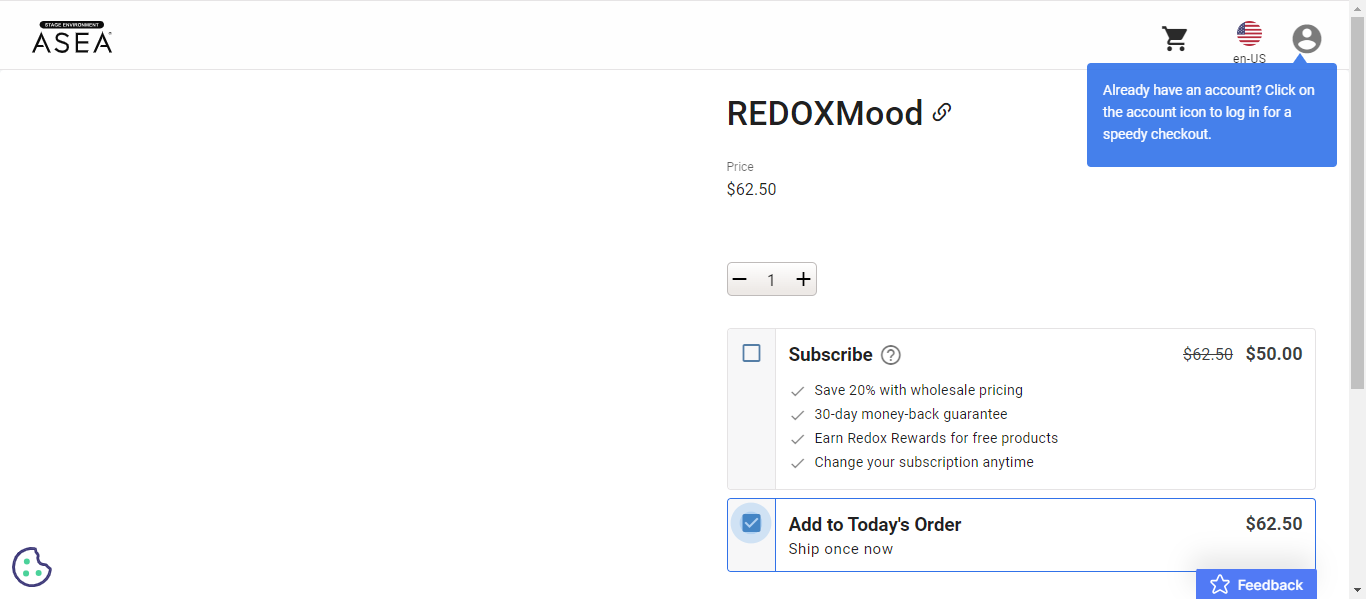 STAGE ENVIRONMENT
ASEA
en-US
Already have an account? Click on
the account icon to log in for a
speedy checkout.
REDOXMood
Price
$62.50
1
Subscribe
$62.50 $50.00
Save 20% with wholesale pricing
30-day money-back guarantee
Earn Redox Rewards for free products
Change your subscription anytime
Add to Today's Order
$62.50
Ship once now
Feedback